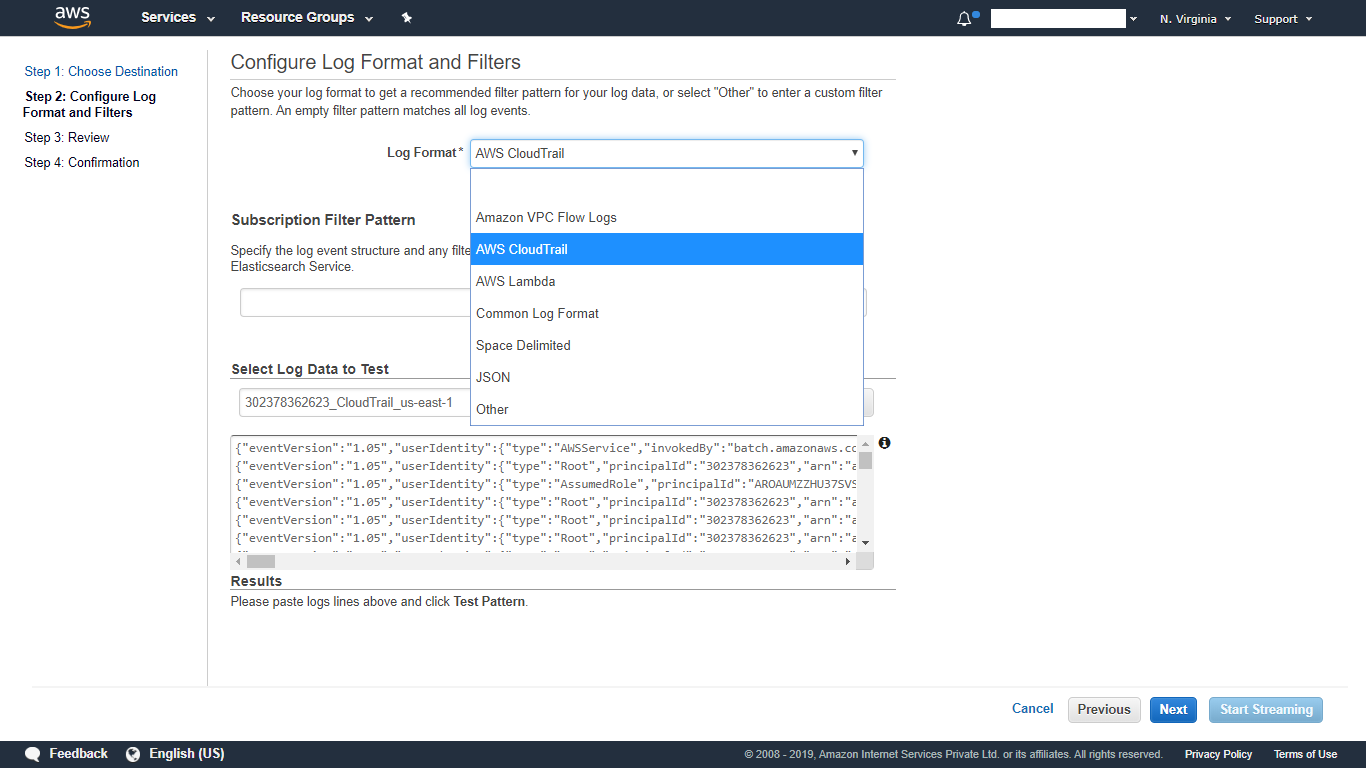 aws
Services
Resource Groups
N. Virginia
Support
Step 1: Choose Destination
Step 2: Configure Log
Format and Filters
Step 3: Review
Step 4: Confirmation
Configure Log Format and Filters
Choose your log format to get a recommended filter pattern for your log data, or select "Other" to enter a custom filter
pattern. An empty filter pattern matches all log events.
Log Format* AWS CloudTrail
Amazon VPC Flow Logs
AWS CloudTrail
AWS Lambda
Common Log Format
Space Delimited
JSON
Other
Subscription Filter Pattern
Specify the log event structure and any filte
Elasticsearch Service.
Select Log Data to Test
302378362623_CloudTrail_us-east-1
{"eventVersion":"1.05","userIdentity":{"type":"AWSService","invokedBy":"batch.amazonaws.co
{"eventVersion":"1.05","userIdentity":{"type":"Root","principalId":"302378362623","arn":"a
{"eventVersion":"1.05","userIdentity":{"type":"AssumedRole","principalId":"AROAUMZZHU37SVS
{"eventVersion":"1.05","userIdentity":{"type":"Root","principalId":"302378362623","arn":"a
{"eventVersion":"1.05","userIdentity":{"type":"Root","principalId":"302378362623","arn":"a
{"eventVersion":"1.05","userIdentity":{"type":"Root","principalId":"302378362623","arn":"a
Results
Please paste logs lines above and click Test Pattern.
Cancel
Previous
Next
Start Streaming
Feedback
English (US)
© 2008 - 2019, Amazon Internet Services Private Ltd. or its affiliates. All rights reserved.
Privacy Policy
Terms of Use